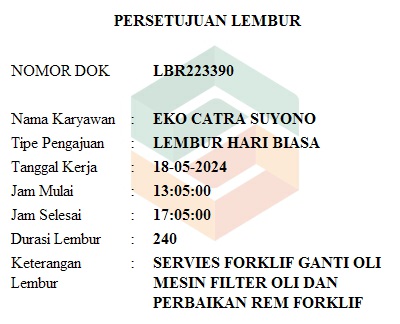 PERSETUJUAN LEMBUR
NOMOR DOK LBR223390
Nama Karyawan : EKO CATRA SUYONO
Tipe Pengajuan : LEMBUR HARI BIASA
Tanggal Kerja : 18-05-2024
Jam Mulai : 13:05:00
Jam Selesai : 17:05:00
Durasi Lembur : 240
Keterangan : SERVIES FORKLIF GANTI OLI
Lembur MESIN FILTER OLI DAN
PERBAIKAN REM FORKLIF